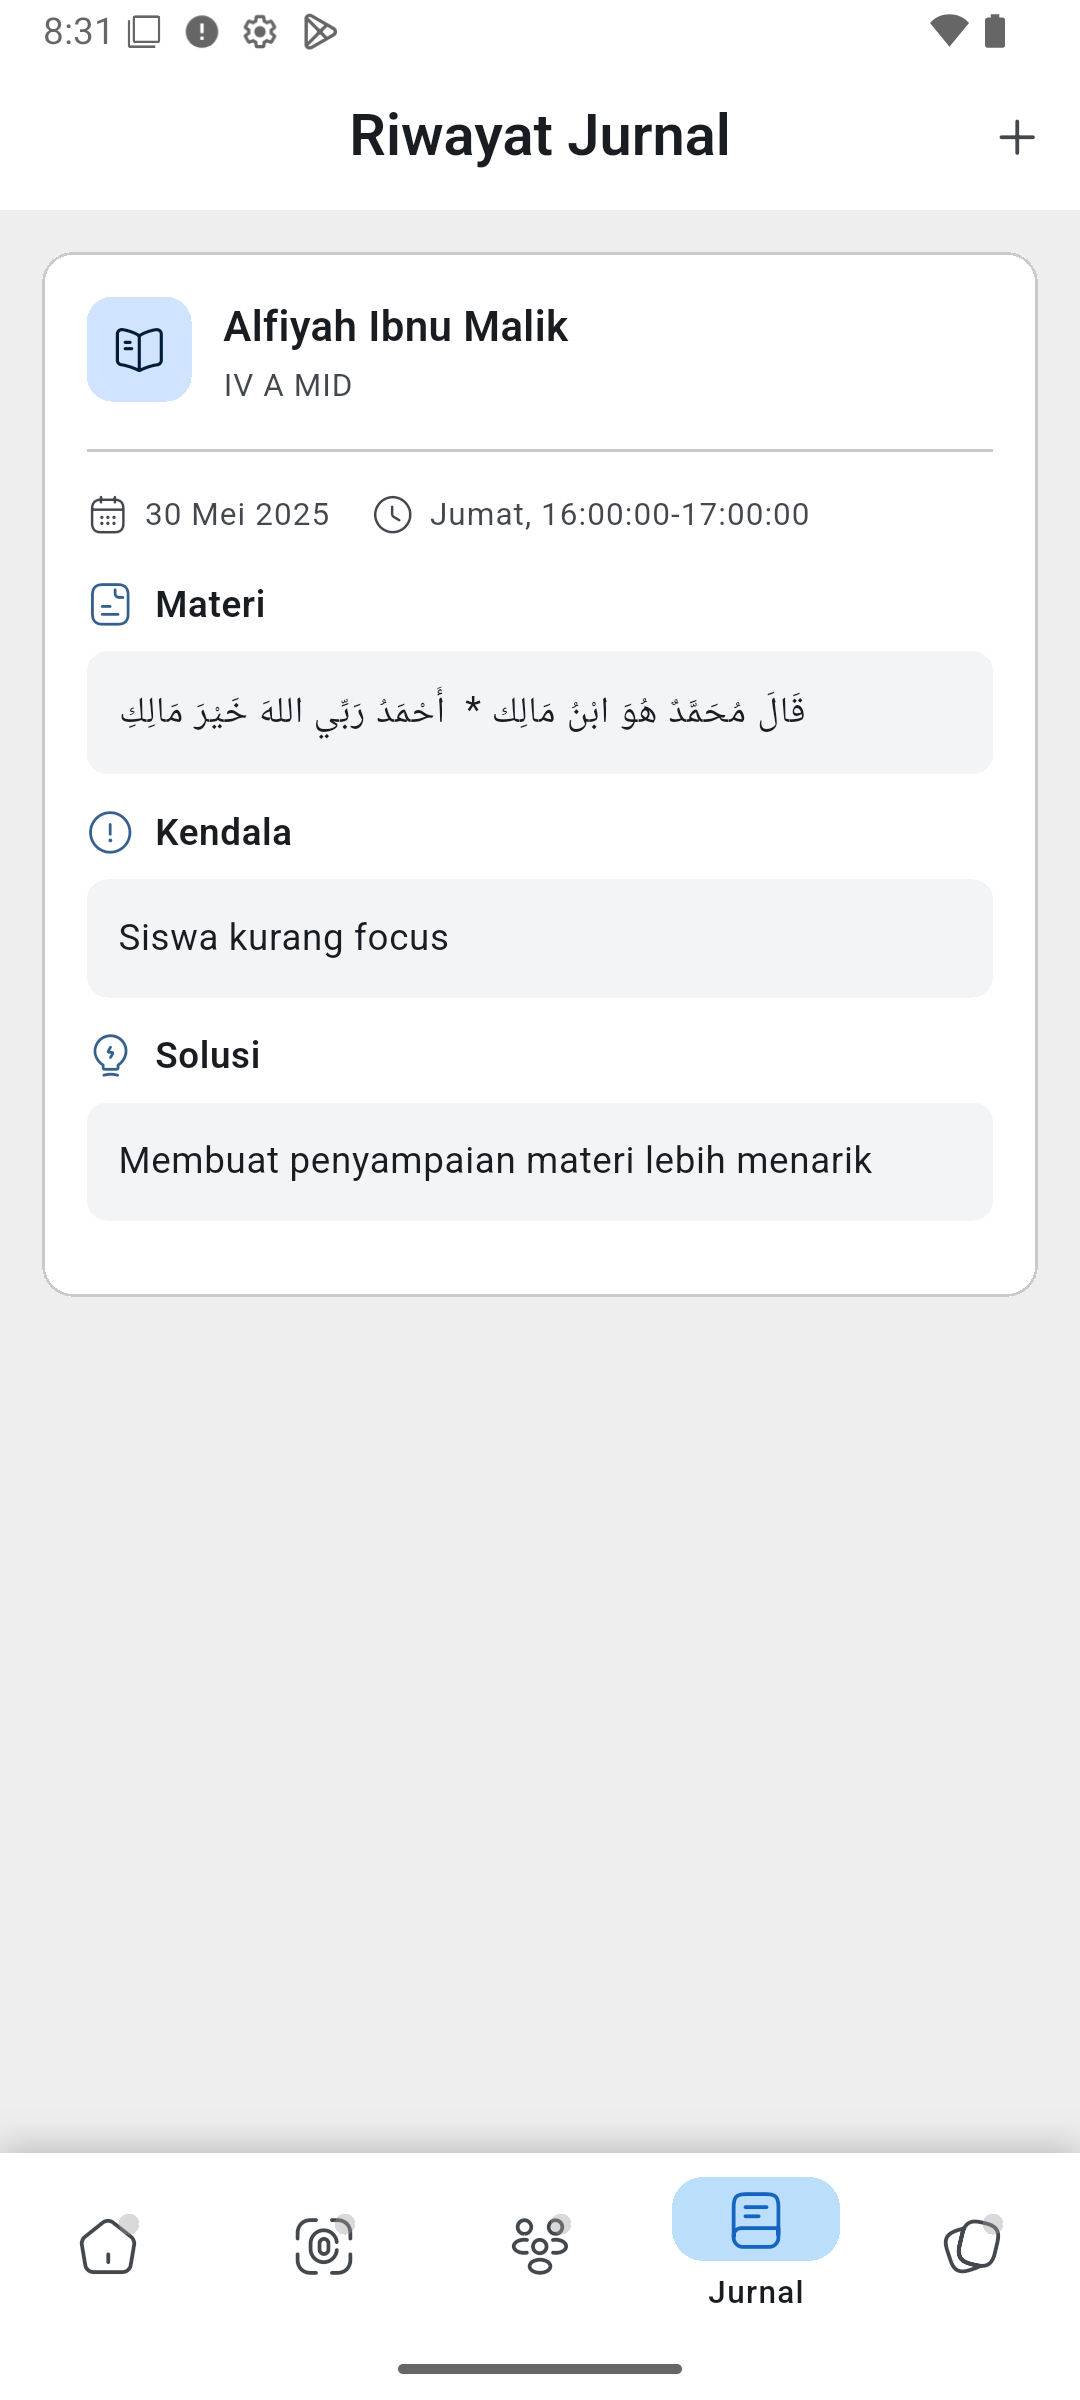 8:31
Riwayat Jurnal
Alfiyah Ibnu Malik
IV A MID
30 Mei 2025
Jumat, 16:00:00-17:00:00
Materi
قَالَ مُحَمَّدٌ هُوَ ابْنُ مَالِك * أَحْمَدُ رَبِّي اللهَ خَيْرَ مَالِكِ
Kendala
Siswa kurang focus
Solusi
Membuat penyampaian materi lebih menarik
Jurnal